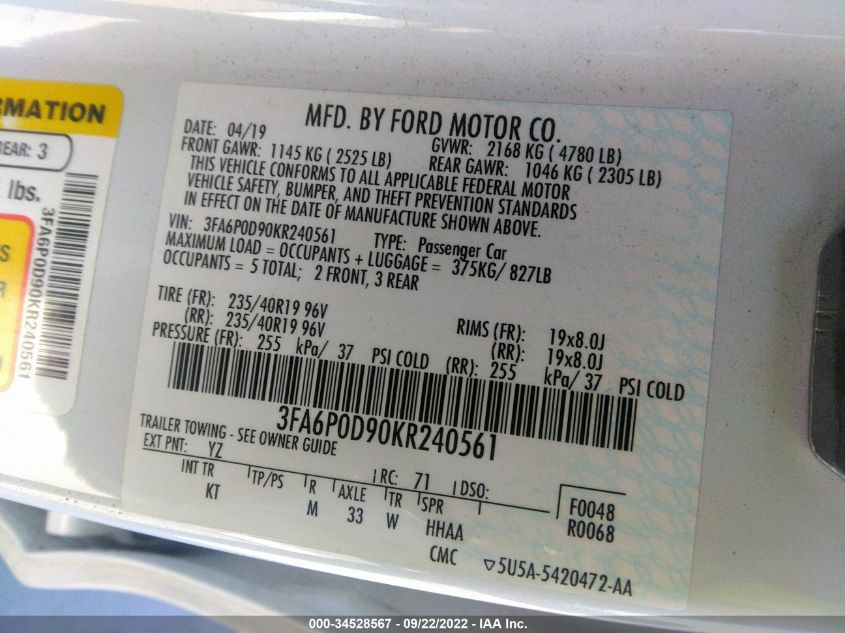 RMATION
REAR: 3
lbs.
3FA6P0D90KR240561
MFD. BY FORD MOTOR CO.
DATE: 04/19 GVWR: 2168 KG ( 4780 LB)
FRONT GAWR: 1145 KG ( 2525 LB) REAR GAWR: 1046 KG ( 2305 LB)
THIS VEHICLE CONFORMS TO ALL APPLICABLE FEDERAL MOTOR
VEHICLE SAFETY, BUMPER, AND THEFT PREVENTION STANDARDS
IN EFFECT ON THE DATE OF MANUFACTURE SHOWN ABOVE.
VIN: 3FA6P0D90KR240561 TYPE: Passenger Car
MAXIMUM LOAD = OCCUPANTS + LUGGAGE = 375KG/ 827LB
OCCUPANTS = 5 TOTAL; 2 FRONT, 3 REAR
TIRE (FR): 235/40R19 96V RIMS (FR): 19x8.0J
(RR): 235/40R19 96V (RR): 19x8.0J
PRESSURE (FR): 255 kPa/ 37 PSI COLD (RR): 255 kPa/ 37 PSI COLD
3FA6P0D90KR240561
TRAILER TOWING - SEE OWNER GUIDE
EXT PNT: YZ RC: 71 DSO:
INT TR TP/PS R AXLE TR SPR F0048
KT M 33 W HHAA R0068
CMC 5U5A-5420472-AA
000-34528567 - 09/22/2022 - IAA Inc.